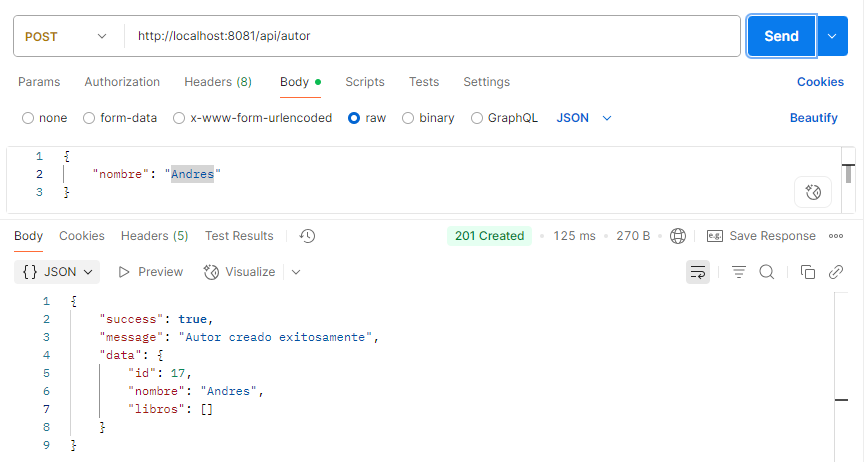 POST http://localhost:8081/api/autor Send
Params Authorization Headers (8) Body Scripts Tests Settings Cookies
none form-data x-www-form-urlencoded raw binary GraphQL JSON Beautify
1 {
2 "nombre": "Andres"
3 }
Body Cookies Headers (5) Test Results 201 Created 125 ms 270 B e.g. Save Response
{} JSON Preview Visualize
1 {
2 "success": true,
3 "message": "Autor creado exitosamente",
4 "data": {
5 "id": 17,
6 "nombre": "Andres",
7 "libros": []
8 }
9 }